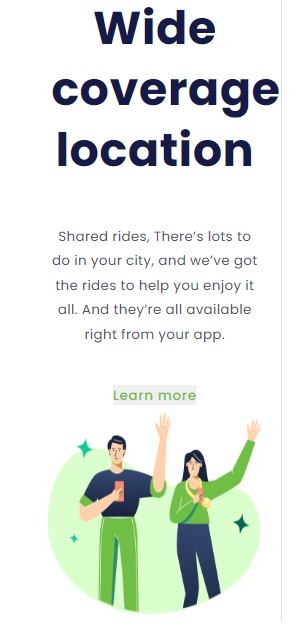 Wide
coverage
location
Shared rides, There’s lots to
do in your city, and we’ve got
the rides to help you enjoy it
all. And they’re all available
right from your app.
Learn more